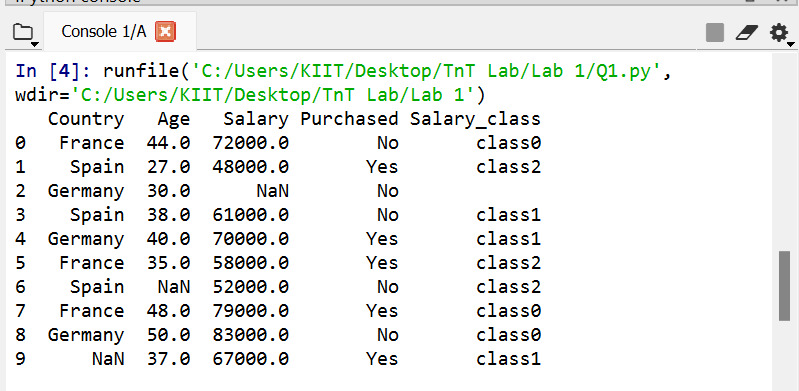 Console 1/A
In [4]: runfile('C:/Users/KIIT/Desktop/TnT Lab/Lab 1/Q1.py',
wdir='C:/Users/KIIT/Desktop/TnT Lab/Lab 1')
Country Age Salary Purchased Salary_class
0 France 44.0 72000.0 No class0
1 Spain 27.0 48000.0 Yes class2
2 Germany 30.0 NaN No
3 Spain 38.0 61000.0 No class1
4 Germany 40.0 70000.0 Yes class1
5 France 35.0 58000.0 Yes class2
6 Spain NaN 52000.0 No class2
7 France 48.0 79000.0 Yes class0
8 Germany 50.0 83000.0 No class0
9 NaN 37.0 67000.0 Yes class1